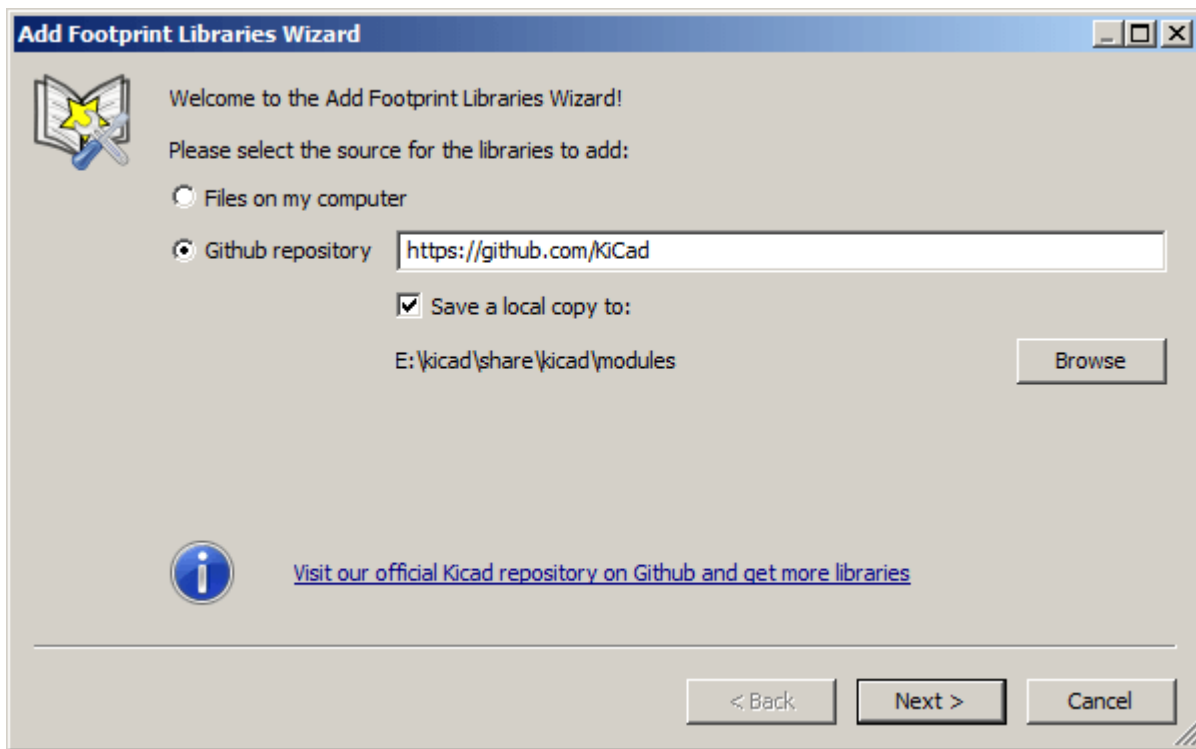 Add Footprint Libraries Wizard
Welcome to the Add Footprint Libraries Wizard!
Please select the source for the libraries to add:
Files on my computer
Github repository https://github.com/KiCad
Save a local copy to:
E:\kicad\share\kicad\modules Browse
Visit our official Kicad repository on Github and get more libraries
< Back Next > Cancel